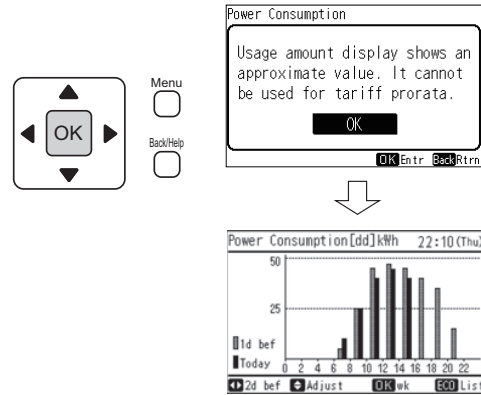 Power Consumption
Usage amount display shows an
approximate value. It cannot
be used for tariff prorata.
OK
OK Entr Back Rtrn
Menu
OK
Back/Help
Power Consumption[dd]kWh 22:10(Thu)
50
25
1d bef
Today
0 2 4 6 8 10 12 14 16 18 20 22
2d bef Adjust OK wk ECO List